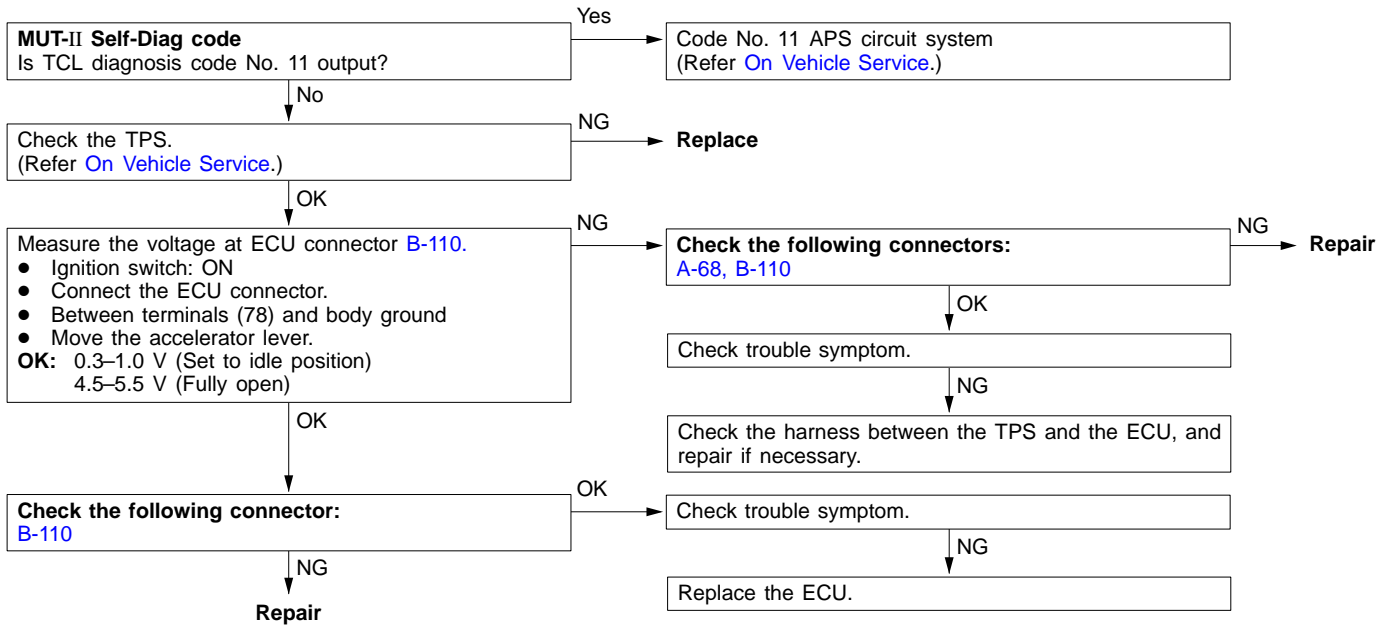 MUT-II Self-Diag code
Is TCL diagnosis code No. 11 output?
Yes
Code No. 11 APS circuit system
(Refer On Vehicle Service.)
No
Check the TPS.
(Refer On Vehicle Service.)
NG
Replace
OK
Measure the voltage at ECU connector B-110.
● Ignition switch: ON
● Connect the ECU connector.
● Between terminals (78) and body ground
● Move the accelerator lever.
OK: 0.3–1.0 V (Set to idle position)
4.5–5.5 V (Fully open)
NG
Check the following connectors:
A-68, B-110
NG
Repair
OK
Check trouble symptom.
NG
Check the harness between the TPS and the ECU, and
repair if necessary.
OK
Check the following connector:
B-110
OK
Check trouble symptom.
NG
Replace the ECU.
NG
Repair